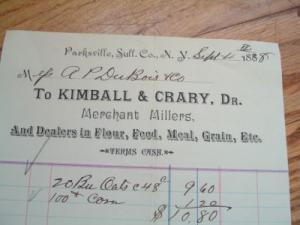 Parksville, Sull. Co., N. Y. Sept 4 1888
M A P DuBois & Co
To KIMBALL & CRARY, DR.
Merchant Millers,
And Dealers in Flour, Feed, Meal, Grain, Etc.
TERMS CASH.
20 Bu Oats c 48c 9 60
100# Corn 1 20
$ 10.80